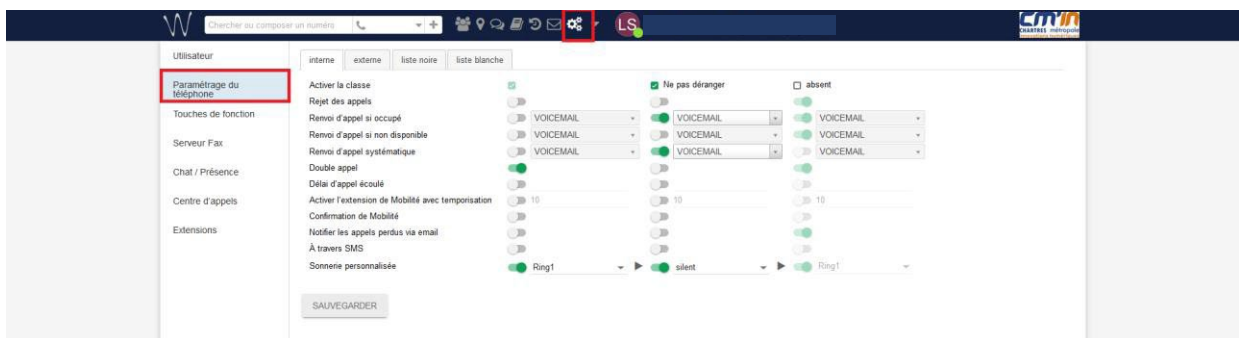 W Chercher ou composer un numéro LS cm'in
CHARTRES métropole
innovations numériques
Utilisateur
interne externe liste noire liste blanche
Paramétrage du
téléphone
Activer la classe Ne pas déranger absent
Rejet des appels
Touches de fonction
Renvoi d'appel si occupé VOICEMAIL VOICEMAIL VOICEMAIL
Renvoi d'appel si non disponible VOICEMAIL VOICEMAIL VOICEMAIL
Serveur Fax
Renvoi d'appel systématique VOICEMAIL VOICEMAIL VOICEMAIL
Double appel
Chat / Présence
Délai d'appel écoulé
Centre d'appels
Activer l'extension de Mobilité avec temporisation 10 10 10
Confirmation de Mobilité
Extensions
Notifier les appels perdus via email
À travers SMS
Sonnerie personnalisée Ring1 silent Ring1
SAUVEGARDER